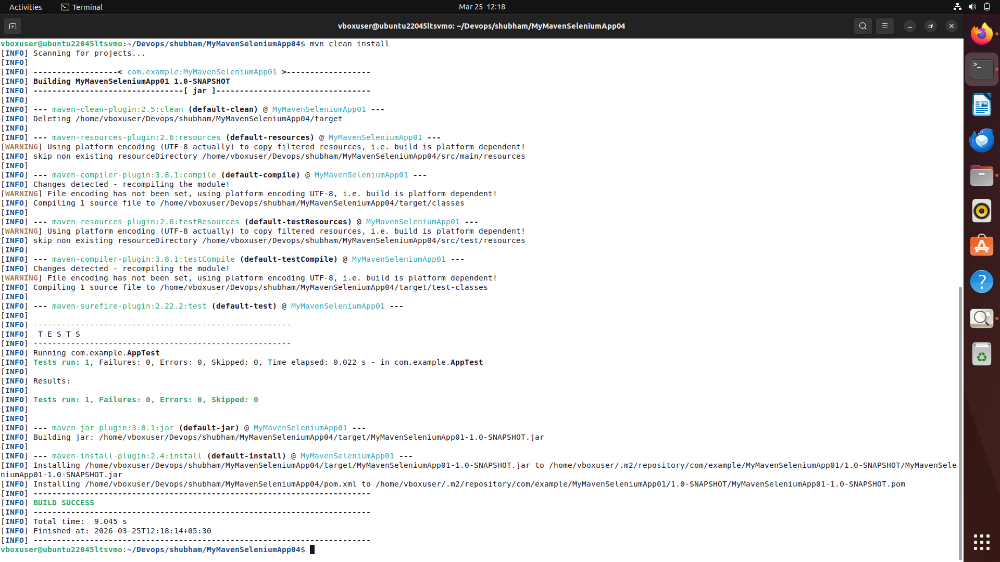 Activities
Terminal
Mar 25 12:18
vboxuser@ubuntu22045ltsvmo: ~/Devops/shubham/MyMavenSeleniumApp04
vboxuser@ubuntu22045ltsvmo:~/Devops/shubham/MyMavenSeleniumApp04$ mvn clean install
[INFO] Scanning for projects...
[INFO]
[INFO] ------------------< com.example:MyMavenSeleniumApp01 >------------------
[INFO] Building MyMavenSeleniumApp01 1.0-SNAPSHOT
[INFO] --------------------------------[ jar ]---------------------------------
[INFO]
[INFO] --- maven-clean-plugin:2.5:clean (default-clean) @ MyMavenSeleniumApp01 ---
[INFO] Deleting /home/vboxuser/Devops/shubham/MyMavenSeleniumApp04/target
[INFO]
[INFO] --- maven-resources-plugin:2.6:resources (default-resources) @ MyMavenSeleniumApp01 ---
[WARNING] Using platform encoding (UTF-8 actually) to copy filtered resources, i.e. build is platform dependent!
[INFO] skip non existing resourceDirectory /home/vboxuser/Devops/shubham/MyMavenSeleniumApp04/src/main/resources
[INFO]
[INFO] --- maven-compiler-plugin:3.8.1:compile (default-compile) @ MyMavenSeleniumApp01 ---
[INFO] Changes detected - recompiling the module!
[WARNING] File encoding has not been set, using platform encoding UTF-8, i.e. build is platform dependent!
[INFO] Compiling 1 source file to /home/vboxuser/Devops/shubham/MyMavenSeleniumApp04/target/classes
[INFO]
[INFO] --- maven-resources-plugin:2.6:testResources (default-testResources) @ MyMavenSeleniumApp01 ---
[WARNING] Using platform encoding (UTF-8 actually) to copy filtered resources, i.e. build is platform dependent!
[INFO] skip non existing resourceDirectory /home/vboxuser/Devops/shubham/MyMavenSeleniumApp04/src/test/resources
[INFO]
[INFO] --- maven-compiler-plugin:3.8.1:testCompile (default-testCompile) @ MyMavenSeleniumApp01 ---
[INFO] Changes detected - recompiling the module!
[WARNING] File encoding has not been set, using platform encoding UTF-8, i.e. build is platform dependent!
[INFO] Compiling 1 source file to /home/vboxuser/Devops/shubham/MyMavenSeleniumApp04/target/test-classes
[INFO]
[INFO] --- maven-surefire-plugin:2.22.2:test (default-test) @ MyMavenSeleniumApp01 ---
[INFO]
[INFO] -------------------------------------------------------
[INFO]  T E S T S
[INFO] -------------------------------------------------------
[INFO] Running com.example.AppTest
[INFO] Tests run: 1, Failures: 0, Errors: 0, Skipped: 0, Time elapsed: 0.022 s - in com.example.AppTest
[INFO]
[INFO] Results:
[INFO]
[INFO] Tests run: 1, Failures: 0, Errors: 0, Skipped: 0
[INFO]
[INFO]
[INFO] --- maven-jar-plugin:3.0.1:jar (default-jar) @ MyMavenSeleniumApp01 ---
[INFO] Building jar: /home/vboxuser/Devops/shubham/MyMavenSeleniumApp04/target/MyMavenSeleniumApp01-1.0-SNAPSHOT.jar
[INFO]
[INFO] --- maven-install-plugin:2.4:install (default-install) @ MyMavenSeleniumApp01 ---
[INFO] Installing /home/vboxuser/Devops/shubham/MyMavenSeleniumApp04/target/MyMavenSeleniumApp01-1.0-SNAPSHOT.jar to /home/vboxuser/.m2/repository/com/example/MyMavenSeleniumApp01/1.0-SNAPSHOT/MyMavenSele
niumApp01-1.0-SNAPSHOT.jar
[INFO] Installing /home/vboxuser/Devops/shubham/MyMavenSeleniumApp04/pom.xml to /home/vboxuser/.m2/repository/com/example/MyMavenSeleniumApp01/1.0-SNAPSHOT/MyMavenSeleniumApp01-1.0-SNAPSHOT.pom
[INFO] ------------------------------------------------------------------------
[INFO] BUILD SUCCESS
[INFO] ------------------------------------------------------------------------
[INFO] Total time:  9.045 s
[INFO] Finished at: 2026-03-25T12:18:14+05:30
[INFO] ------------------------------------------------------------------------
vboxuser@ubuntu22045ltsvmo:~/Devops/shubham/MyMavenSeleniumApp04$